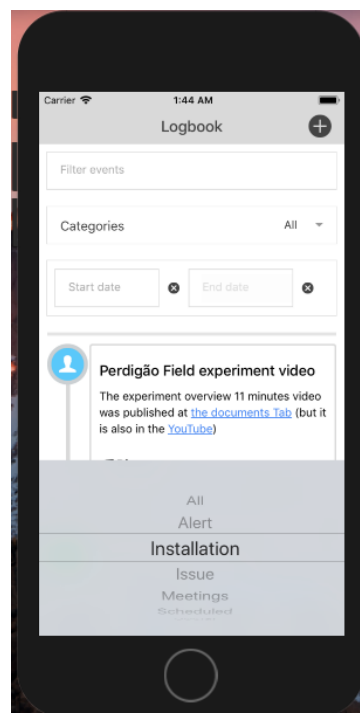 Carrier 1:44 AM
Logbook
Filter events
Categories All
Start date End date
Perdigão Field experiment video
The experiment overview 11 minutes video
was published at the documents Tab (but it
is also in the YouTube)
All
Alert
Installation
Issue
Meetings
Scheduled